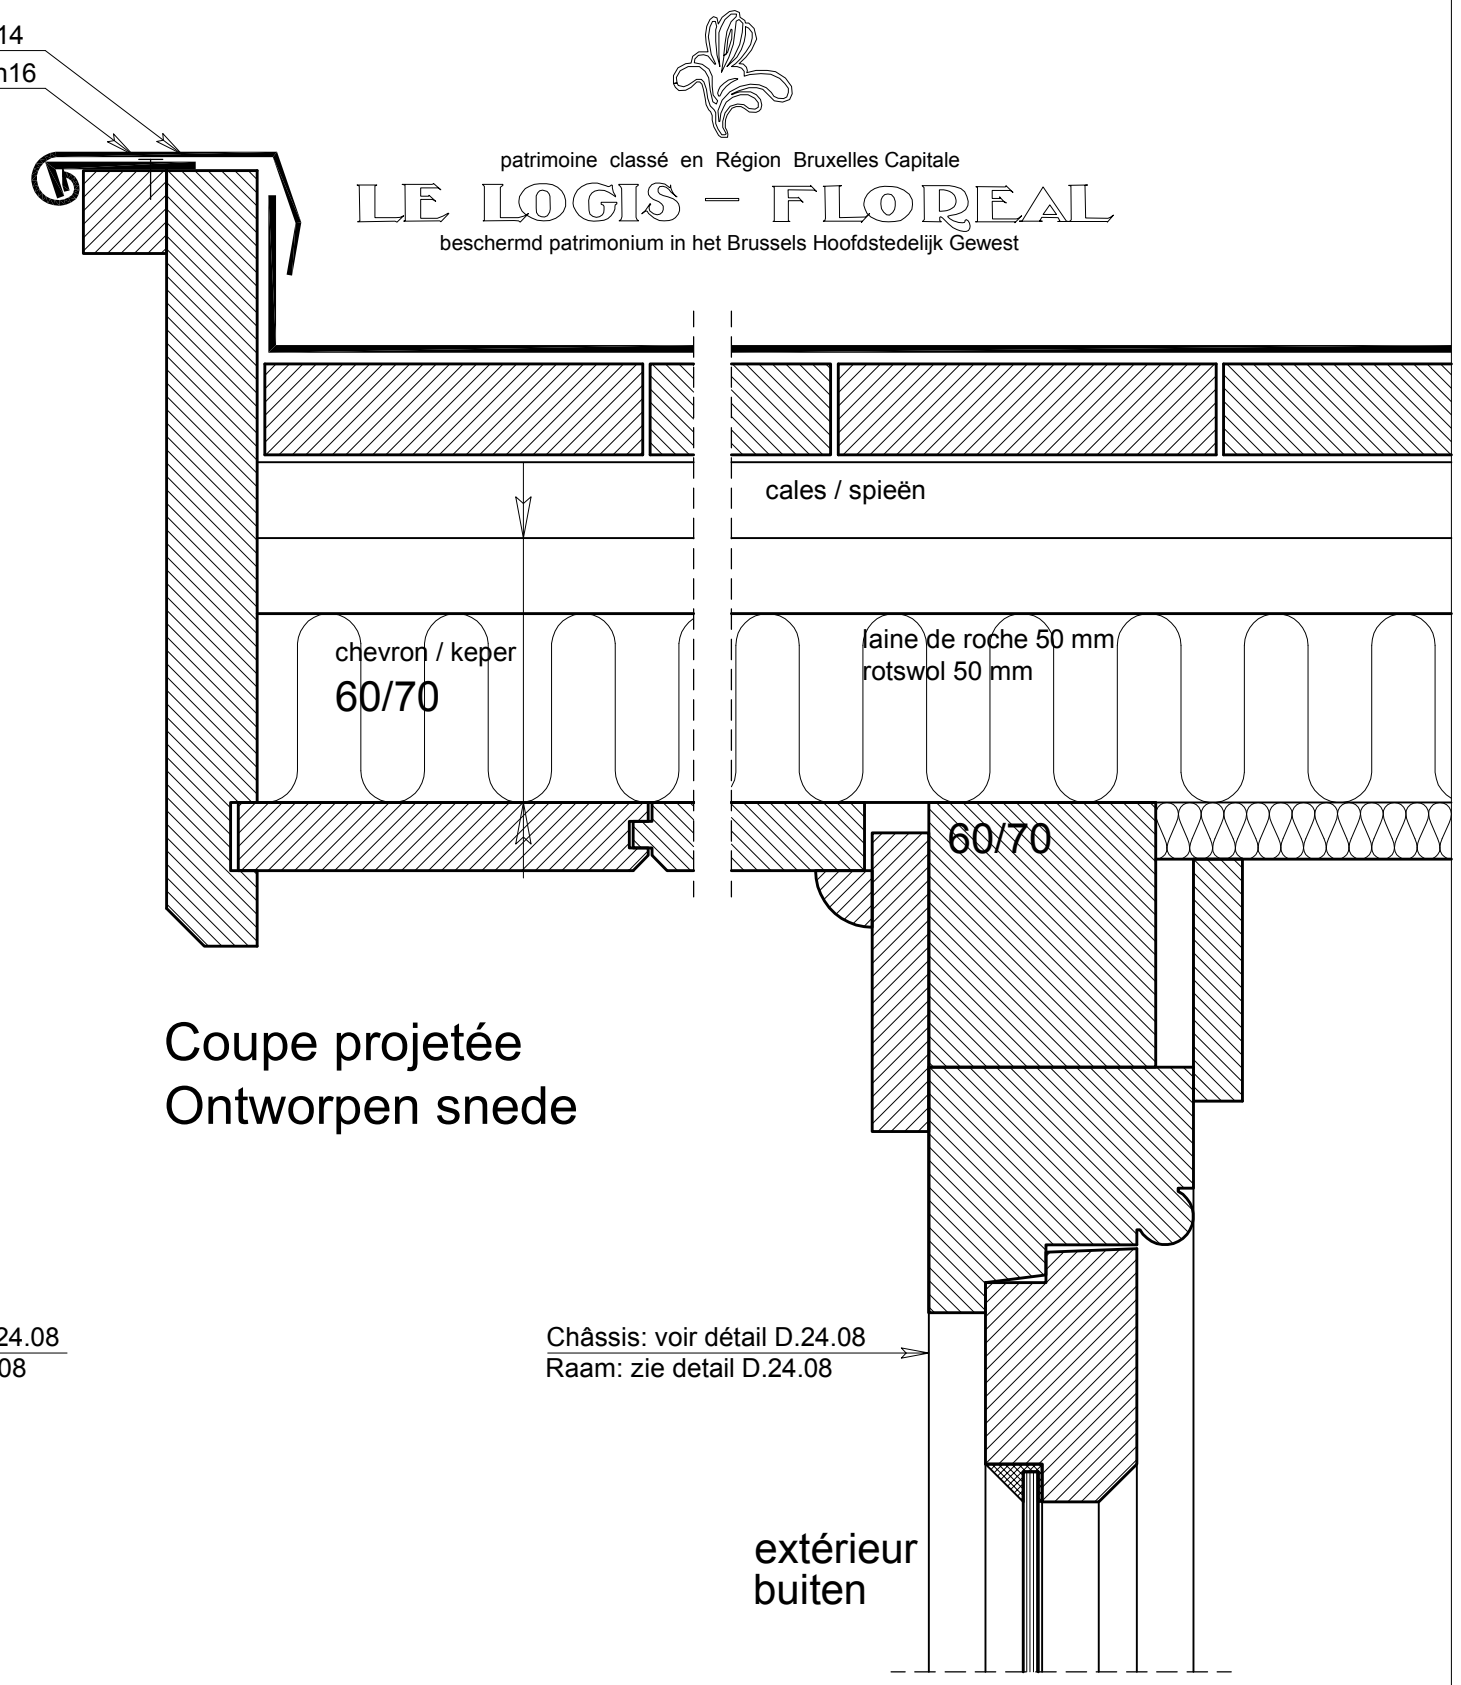 14
n16
patrimoine classé en Région Bruxelles Capitale
LE LOGIS – FLOREAL
beschermd patrimonium in het Brussels Hoofdstedelijk Gewest
cales / spieën
chevron / keper
60/70
laine de roche 50 mm
rotswol 50 mm
60/70
Coupe projetée
Ontworpen snede
24.08
08
Châssis: voir détail D.24.08
Raam: zie detail D.24.08
extérieur
buiten